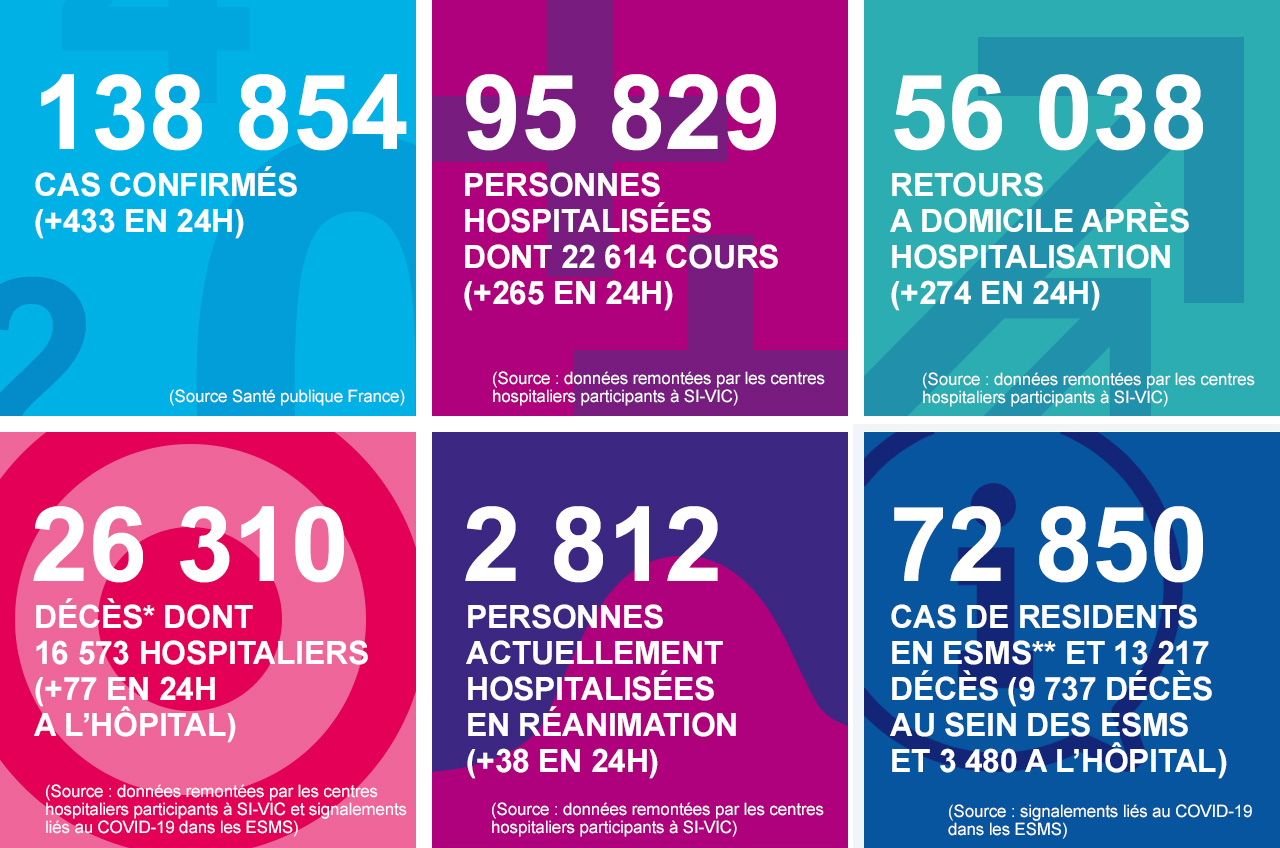 138 854
CAS CONFIRMÉS
(+433 EN 24H)
(Source Santé publique France)
95 829
PERSONNES
HOSPITALISÉES
DONT 22 614 COURS
(+265 EN 24H)
(Source : données remontées par les centres
hospitaliers participants à SI-VIC)
56 038
RETOURS
A DOMICILE APRÈS
HOSPITALISATION
(+274 EN 24H)
(Source : données remontées par les centres
hospitaliers participants à SI-VIC)
26 310
DÉCÈS* DONT
16 573 HOSPITALIERS
(+77 EN 24H
A L’HÔPITAL)
(Source : données remontées par les centres
hospitaliers participants à SI-VIC et signalements
liés au COVID-19 dans les ESMS)
2 812
PERSONNES
ACTUELLEMENT
HOSPITALISÉES
EN RÉANIMATION
(+38 EN 24H)
(Source : données remontées par les centres
hospitaliers participants à SI-VIC)
72 850
CAS DE RESIDENTS
EN ESMS** ET 13 217
DÉCÈS (9 737 DÉCÈS
AU SEIN DES ESMS
ET 3 480 A L’HÔPITAL)
(Source : signalements liés au COVID-19
dans les ESMS)